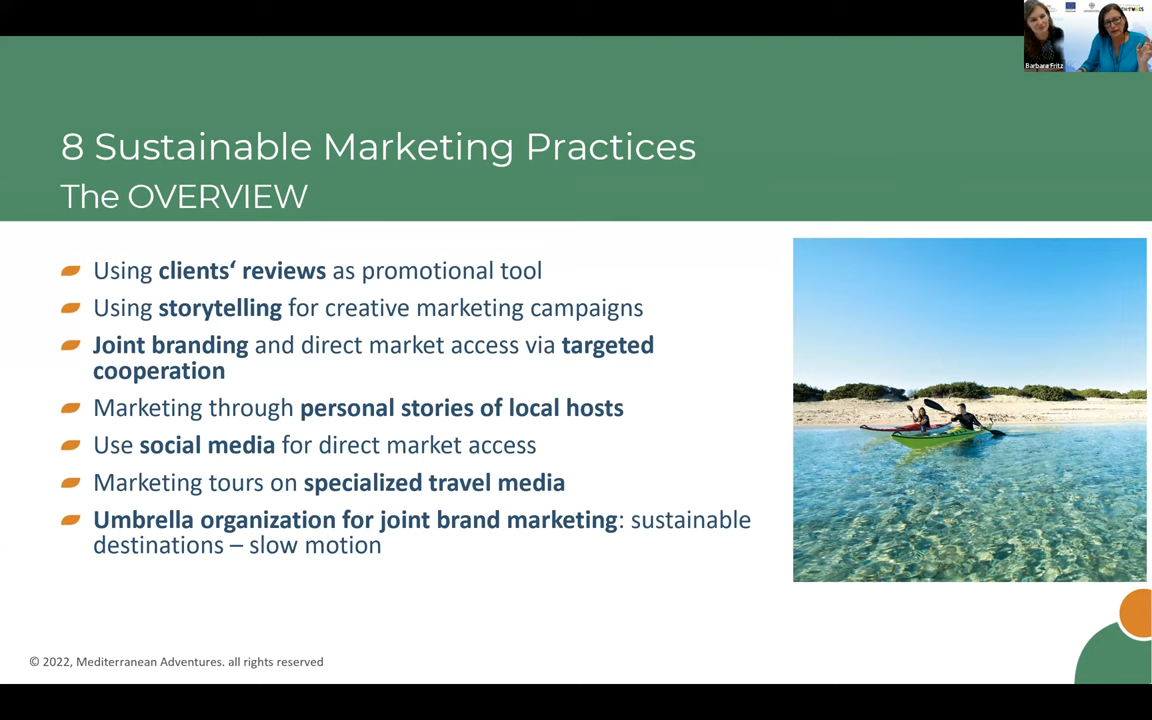 Barbara Fritz
8 Sustainable Marketing Practices
The OVERVIEW
Using clients‘ reviews as promotional tool
Using storytelling for creative marketing campaigns
Joint branding and direct market access via targeted
cooperation
Marketing through personal stories of local hosts
Use social media for direct market access
Marketing tours on specialized travel media
Umbrella organization for joint brand marketing: sustainable
destinations – slow motion
© 2022, Mediterranean Adventures. all rights reserved